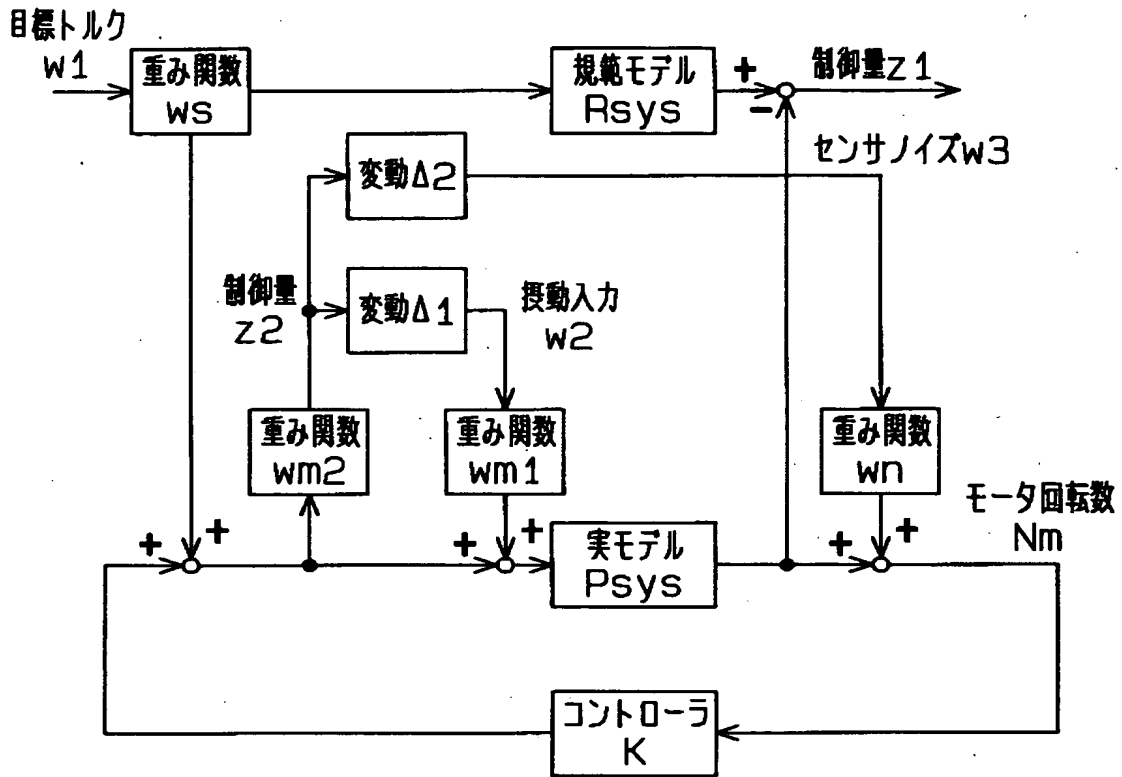 目標トルク
w1
重み関数
ws
規範モデル
Rsys
+
−
制御量z1
センサノイズw3
変動Δ2
制御量
z2
変動Δ1
摂動入力
w2
重み関数
wm2
重み関数
wm1
重み関数
wn
モータ回転数
Nm
+
+
+
+
実モデル
Psys
+
+
コントローラ
K